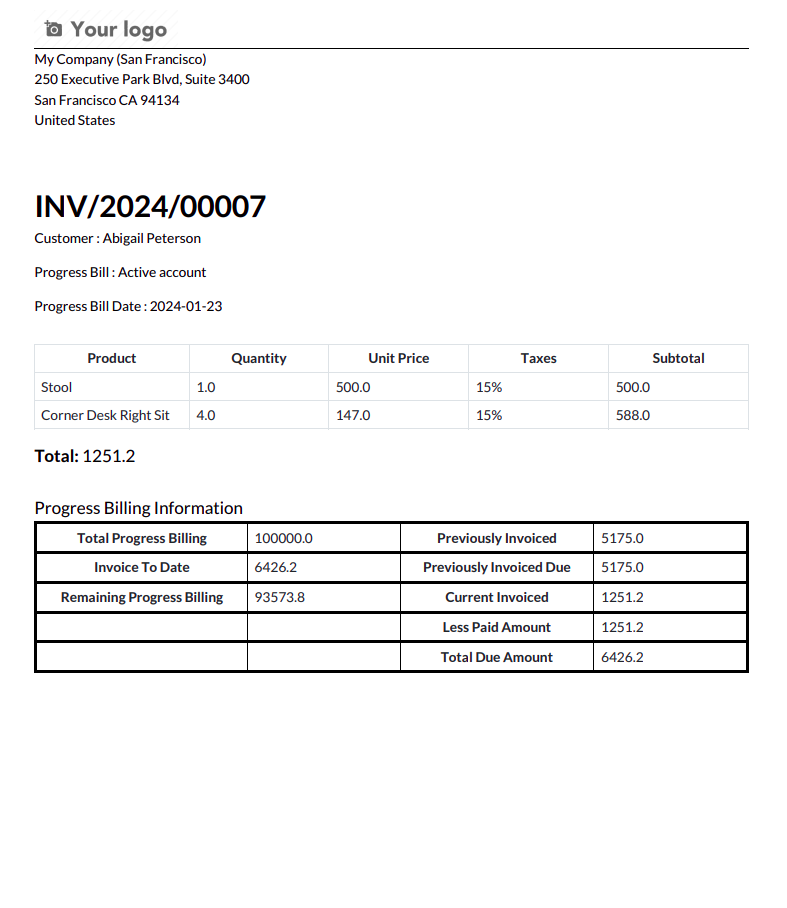 Your logo
My Company (San Francisco)
250 Executive Park Blvd, Suite 3400
San Francisco CA 94134
United States
INV/2024/00007
Customer : Abigail Peterson
Progress Bill : Active account
Progress Bill Date : 2024-01-23
Product Quantity Unit Price Taxes Subtotal
Stool 1.0 500.0 15% 500.0
Corner Desk Right Sit 4.0 147.0 15% 588.0
Total: 1251.2
Progress Billing Information
Total Progress Billing 100000.0 Previously Invoiced 5175.0
Invoice To Date 6426.2 Previously Invoiced Due 5175.0
Remaining Progress Billing 93573.8 Current Invoiced 1251.2
Less Paid Amount 1251.2
Total Due Amount 6426.2